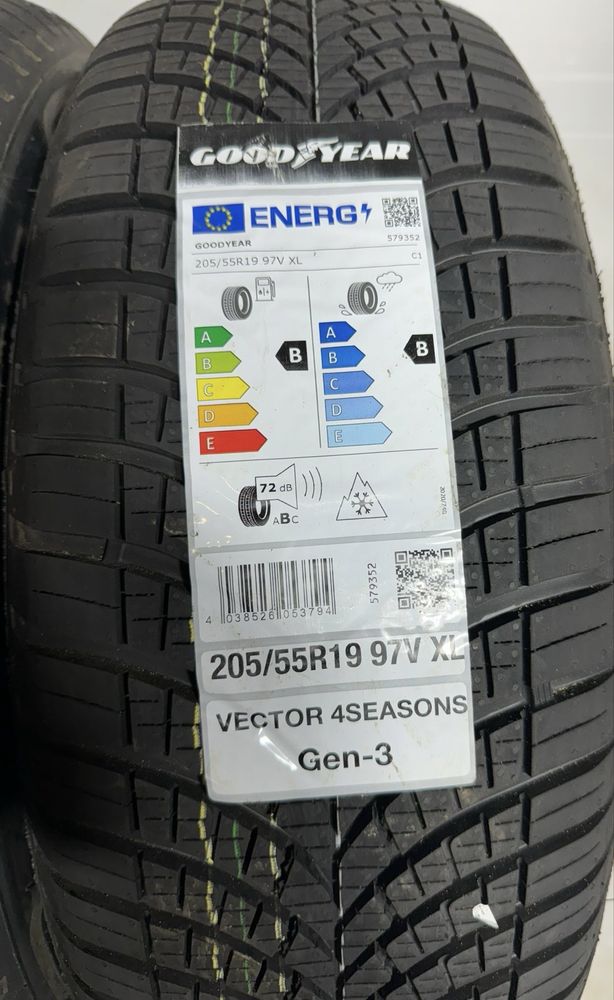 GOODYEAR
ENERG
GOODYEAR 579352
205/55R19 97V XL C1
A
B
C
D
E
B
A
B
C
D
E
B
72 dB
ABC
2020/740
579352
4 038526 053794
205/55R19 97V XL
VECTOR 4SEASONS
Gen-3